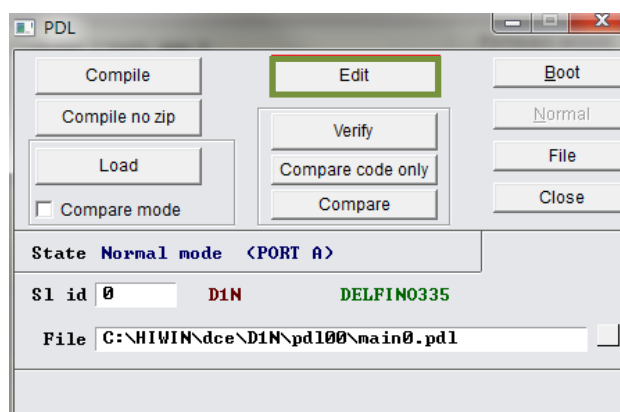 PDL
Compile
Edit
Boot
Compile no zip
Verify
Normal
Load
Compare code only
File
Compare mode
Compare
Close
State Normal mode (PORT A)
Sl id 0 D1N DELFINO335
File C:\HIWIN\dce\D1N\pdl00\main0.pdl